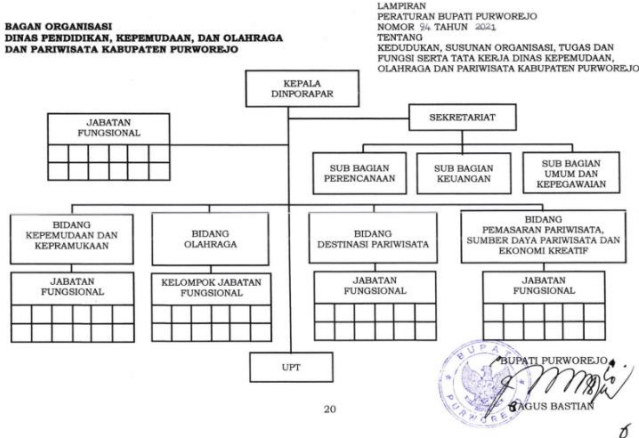 LAMPIRAN
PERATURAN BUPATI PURWOREJO
NOMOR 94 TAHUN 2021
TENTANG
KEDUDUKAN, SUSUNAN ORGANISASI, TUGAS DAN
FUNGSI SERTA TATA KERJA DINAS KEPEMUDAAN,
OLAHRAGA DAN PARIWISATA KABUPATEN PURWOREJO
BAGAN ORGANISASI
DINAS PENDIDIKAN, KEPEMUDAAN, DAN OLAHRAGA
DAN PARIWISATA KABUPATEN PURWOREJO
KEPALA
DINPORAPAR
JABATAN
FUNGSIONAL
SEKRETARIAT
SUB BAGIAN
PERENCANAAN
SUB BAGIAN
KEUANGAN
SUB BAGIAN
UMUM DAN
KEPEGAWAIAN
BIDANG
KEPEMUDAAN DAN
KEPRAMUKAAN
BIDANG
OLAHRAGA
BIDANG
DESTINASI PARIWISATA
BIDANG
PEMASARAN PARIWISATA,
SUMBER DAYA PARIWISATA DAN
EKONOMI KREATIF
JABATAN
FUNGSIONAL
KELOMPOK JABATAN
FUNGSIONAL
JABATAN
FUNGSIONAL
JABATAN
FUNGSIONAL
UPT
BUPATI PURWOREJO
BUPATI
PURWOREJO
BAGUS BASTIAN
20